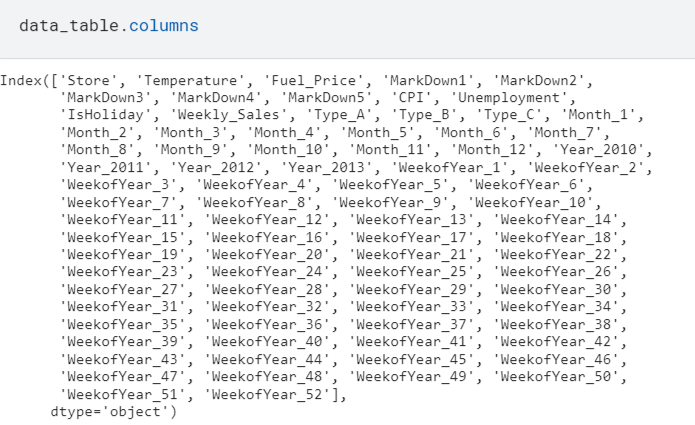 data_table.columns
Index(['Store', 'Temperature', 'Fuel_Price', 'MarkDown1', 'MarkDown2',
'MarkDown3', 'MarkDown4', 'MarkDown5', 'CPI', 'Unemployment',
'IsHoliday', 'Weekly_Sales', 'Type_A', 'Type_B', 'Type_C', 'Month_1',
'Month_2', 'Month_3', 'Month_4', 'Month_5', 'Month_6', 'Month_7',
'Month_8', 'Month_9', 'Month_10', 'Month_11', 'Month_12', 'Year_2010',
'Year_2011', 'Year_2012', 'Year_2013', 'WeekofYear_1', 'WeekofYear_2',
'WeekofYear_3', 'WeekofYear_4', 'WeekofYear_5', 'WeekofYear_6',
'WeekofYear_7', 'WeekofYear_8', 'WeekofYear_9', 'WeekofYear_10',
'WeekofYear_11', 'WeekofYear_12', 'WeekofYear_13', 'WeekofYear_14',
'WeekofYear_15', 'WeekofYear_16', 'WeekofYear_17', 'WeekofYear_18',
'WeekofYear_19', 'WeekofYear_20', 'WeekofYear_21', 'WeekofYear_22',
'WeekofYear_23', 'WeekofYear_24', 'WeekofYear_25', 'WeekofYear_26',
'WeekofYear_27', 'WeekofYear_28', 'WeekofYear_29', 'WeekofYear_30',
'WeekofYear_31', 'WeekofYear_32', 'WeekofYear_33', 'WeekofYear_34',
'WeekofYear_35', 'WeekofYear_36', 'WeekofYear_37', 'WeekofYear_38',
'WeekofYear_39', 'WeekofYear_40', 'WeekofYear_41', 'WeekofYear_42',
'WeekofYear_43', 'WeekofYear_44', 'WeekofYear_45', 'WeekofYear_46',
'WeekofYear_47', 'WeekofYear_48', 'WeekofYear_49', 'WeekofYear_50',
'WeekofYear_51', 'WeekofYear_52'],
dtype='object')